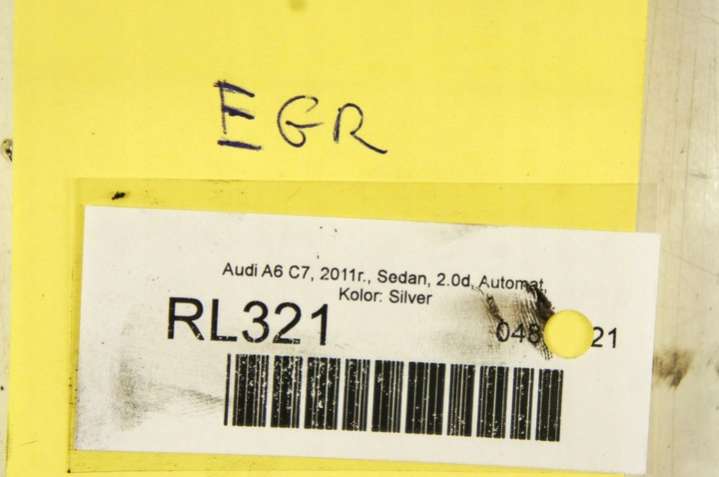 EGR
Audi A6 C7, 2011r., Sedan, 2.0d, Automat,
Kolor: Silver
RL321